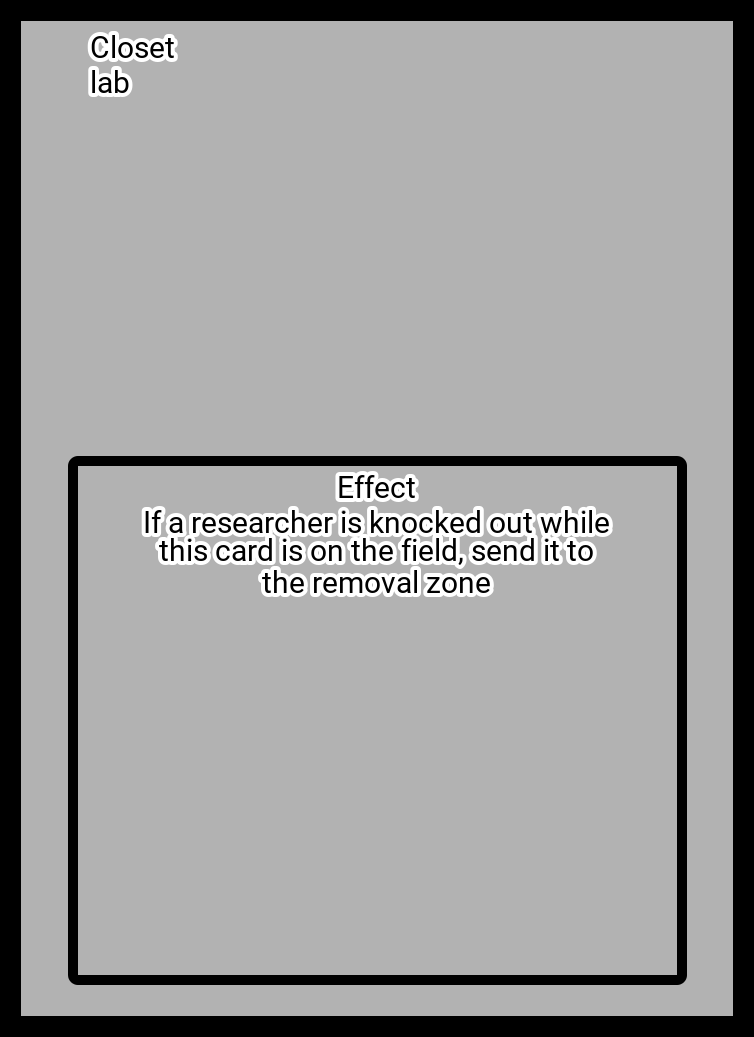 Closet
lab
Effect
If a researcher is knocked out while
this card is on the field, send it to
the removal zone